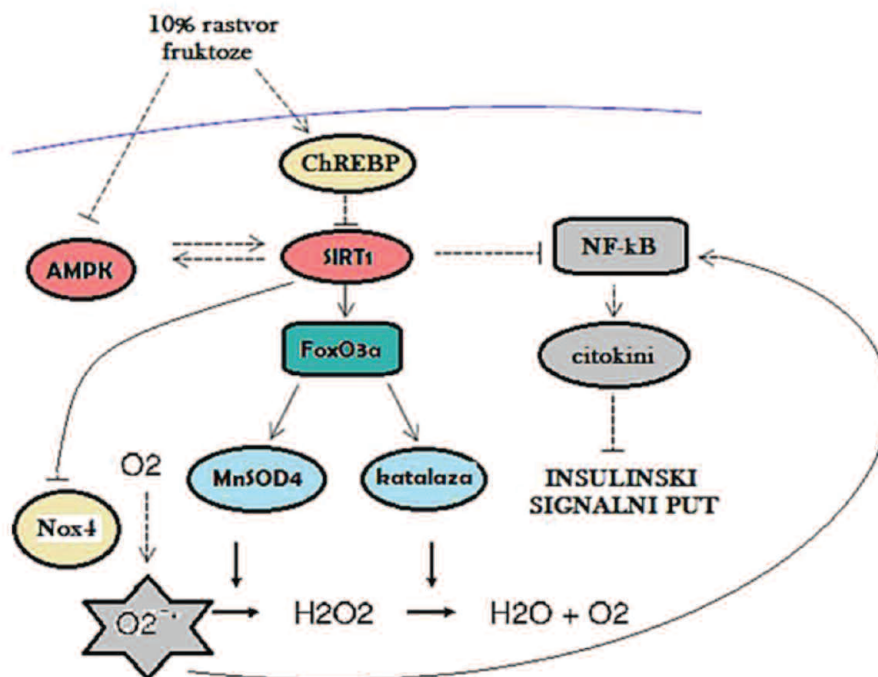 10% rastvor
fruktoze
ChREBP
AMPK
SIRT1
NF-kB
FoxO3a
citokini
O2
MnSOD4
katalaza
INSULINSKI
SIGNALNI PUT
Nox4
O2⁻·
H2O2
H2O + O2